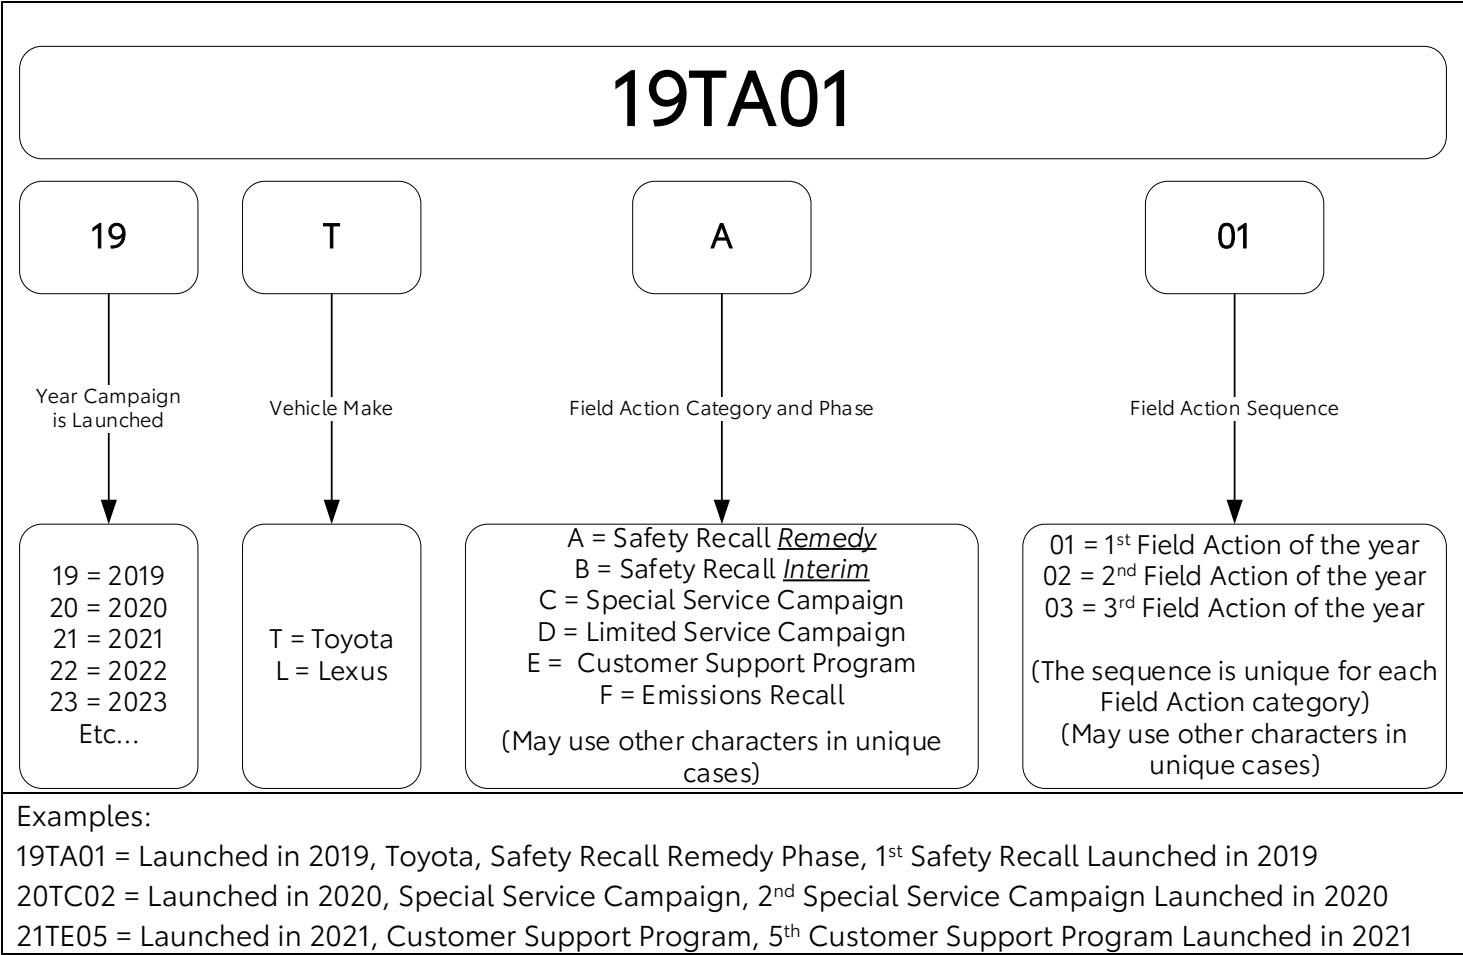 19TA01
19
T
A
01
Year Campaign
is Launched
Vehicle Make
Field Action Category and Phase
Field Action Sequence
19 = 2019
20 = 2020
21 = 2021
22 = 2022
23 = 2023
Etc...
T = Toyota
L = Lexus
A = Safety Recall Remedy
B = Safety Recall Interim
C = Special Service Campaign
D = Limited Service Campaign
E =  Customer Support Program
F = Emissions Recall
(May use other characters in unique
cases)
01 = 1st Field Action of the year
02 = 2nd Field Action of the year
03 = 3rd Field Action of the year
(The sequence is unique for each
Field Action category)
(May use other characters in
unique cases)
Examples:
19TA01 = Launched in 2019, Toyota, Safety Recall Remedy Phase, 1st Safety Recall Launched in 2019
20TC02 = Launched in 2020, Special Service Campaign, 2nd Special Service Campaign Launched in 2020
21TE05 = Launched in 2021, Customer Support Program, 5th Customer Support Program Launched in 2021